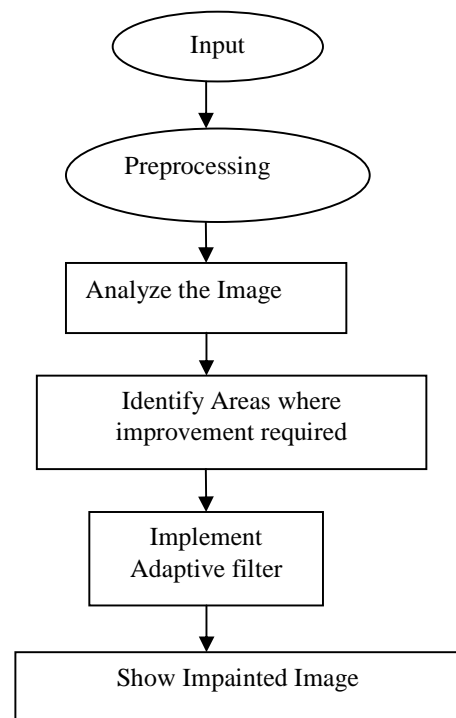 Input
Preprocessing
Analyze the Image
Identify Areas where
improvement required
Implement
Adaptive filter
Show Impainted Image